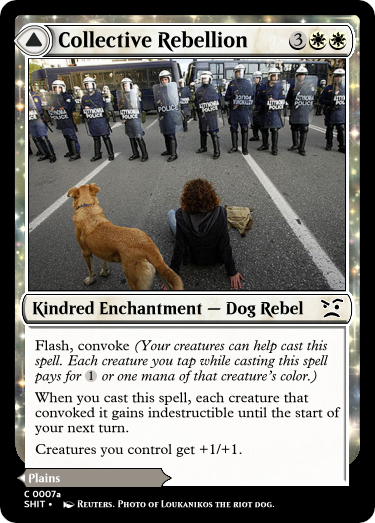 Collective Rebellion 3
ΑΣΤΥΝΟΜΙΑ POLICE
POLICE
Kindred Enchantment — Dog Rebel
Flash, convoke (Your creatures can help cast this
spell. Each creature you tap while casting this spell
pays for 1 or one mana of that creature's color.)
When you cast this spell, each creature that
convoked it gains indestructible until the start of
your next turn.
Creatures you control get +1/+1.
Plains
C 0007a
SHIT • Reuters. Photo of Loukanikos the riot dog.